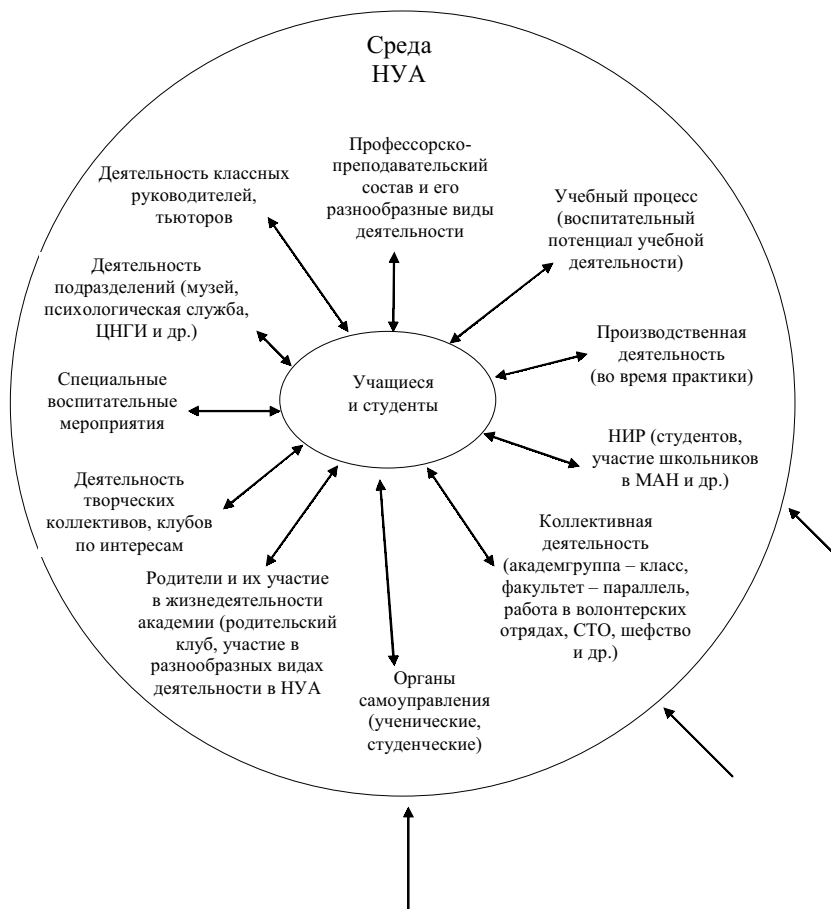 Среда
НУА
Профессорско-
преподавательский
состав и его
разнообразные виды
деятельности
Деятельность классных
руководителей,
тьюторов
Учебный процесс
(воспитательный
потенциал учебной
деятельности)
Деятельность
подразделений (музей,
психологическая служба,
ЦНГИ и др.)
Производственная
деятельность
(во время практики)
Учащиеся
и студенты
Специальные
воспитательные
мероприятия
НИР (студентов,
участие школьников
в МАН и др.)
Деятельность
творческих
коллективов, клубов
по интересам
Коллективная
деятельность
(академгруппа – класс,
факультет – параллель,
работа в волонтерских
отрядах, СТО, шефство
и др.)
Родители и их участие
в жизнедеятельности
академии (родительский
клуб, участие в
разнообразных видах
деятельности в НУА
Органы
самоуправления
(ученические,
студенческие)